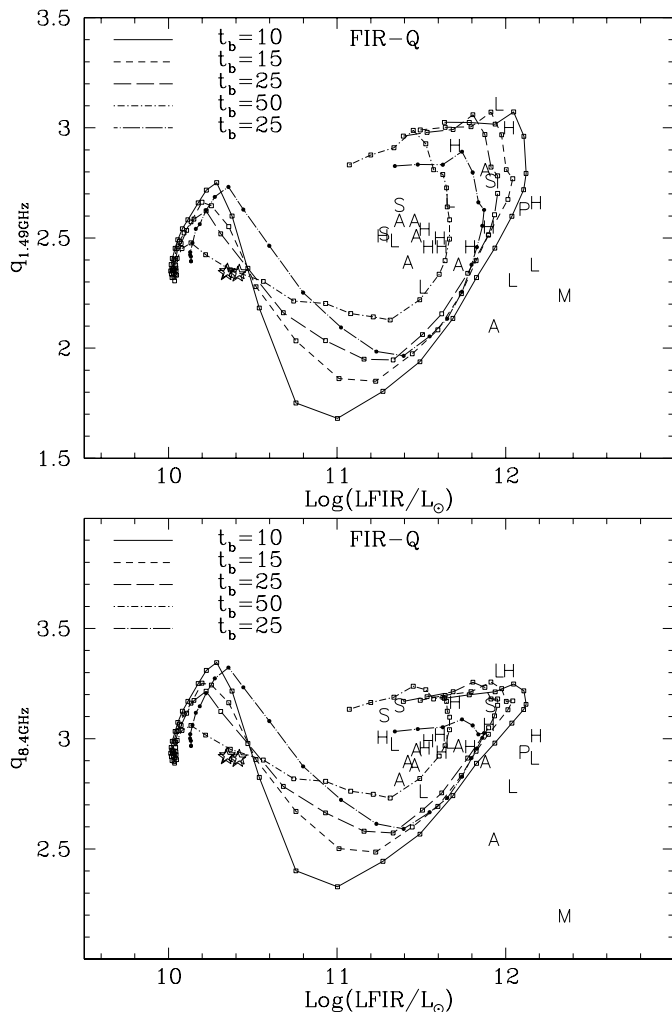 3.5
FIR-Q
t_b=10
t_b=15
t_b=25
t_b=50
t_b=25
3
2.5
2
1.5
q_1.49GHz
L
H
H
A
S
S
P
H
A
A
H
H
H
H
L
H
H
H
H
S
A
A
L
L
L
A
M
10
11
12
Log(LFIR/L_⊙)
FIR-Q
t_b=10
t_b=15
t_b=25
t_b=50
t_b=25
3.5
3
2.5
q_8.4GHz
L
H
S
S
S
H
H
H
H
L
A
H
H
A
H
P
H
L
A
A
A
A
L
L
A
M
10
11
12
Log(LFIR/L_⊙)